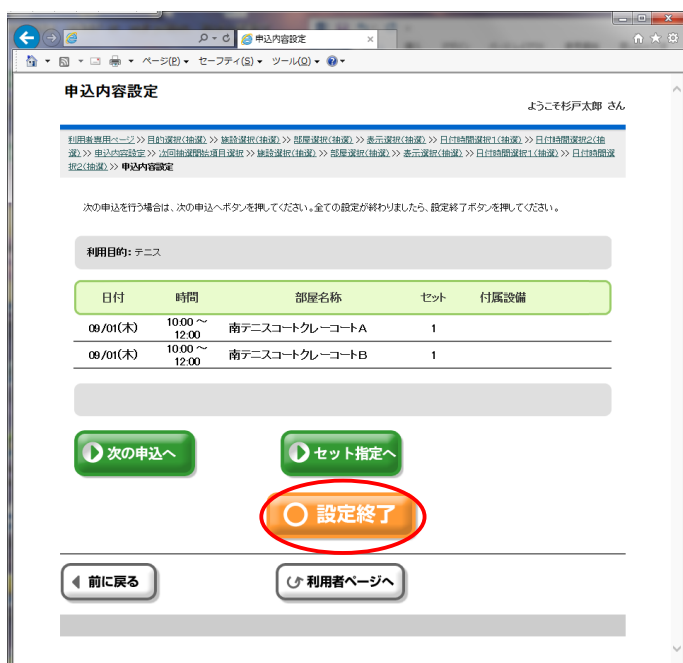 申込内容設定
ページ(P) セーフティ(S) ツール(O)
申込内容設定
ようこそ杉戸太郎 さん
利用者専用ページ >> 目的選択(抽選) >> 施設選択(抽選) >> 部屋選択(抽選) >> 表示選択(抽選) >> 日付時間選択1(抽選) >> 日付時間選択2(抽
選) >> 申込内容設定 >> 次回抽選開始項目選択 >> 施設選択(抽選) >> 部屋選択(抽選) >> 表示選択(抽選) >> 日付時間選択1(抽選) >> 日付時間選
択2(抽選) >> 申込内容設定
次の申込を行う場合は、次の申込へボタンを押してください。全ての設定が終わりましたら、設定終了ボタンを押してください。
利用目的: テニス
日付 時間 部屋名称 セット 付属設備
09/01(木) 10:00 ～ 12:00 南テニスコートクレーコートA 1
09/01(木) 10:00 ～ 12:00 南テニスコートクレーコートB 1
次の申込へ セット指定へ
設定終了
前に戻る 利用者ページへ